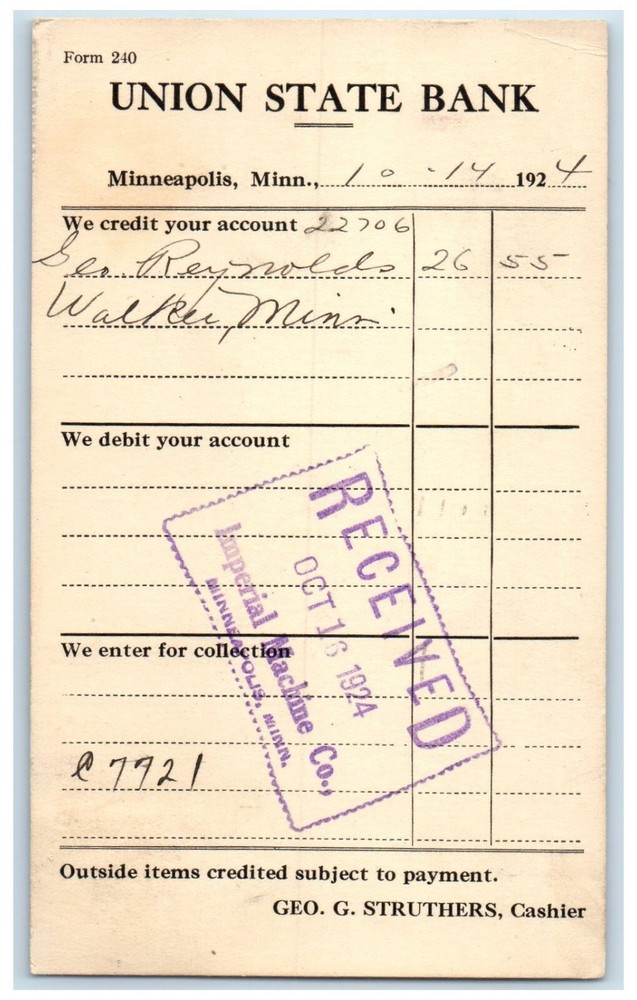 Form 240
UNION STATE BANK
Minneapolis, Minn., 10-14 1924
We credit your account 22706
Geo. Reynolds 26 55
Walker, Minn.
We debit your account
RECEIVED
OCT 16 1924
Imperial Machine Co.,
MINNEAPOLIS, MINN.
We enter for collection
C7921
Outside items credited subject to payment.
GEO. G. STRUTHERS, Cashier